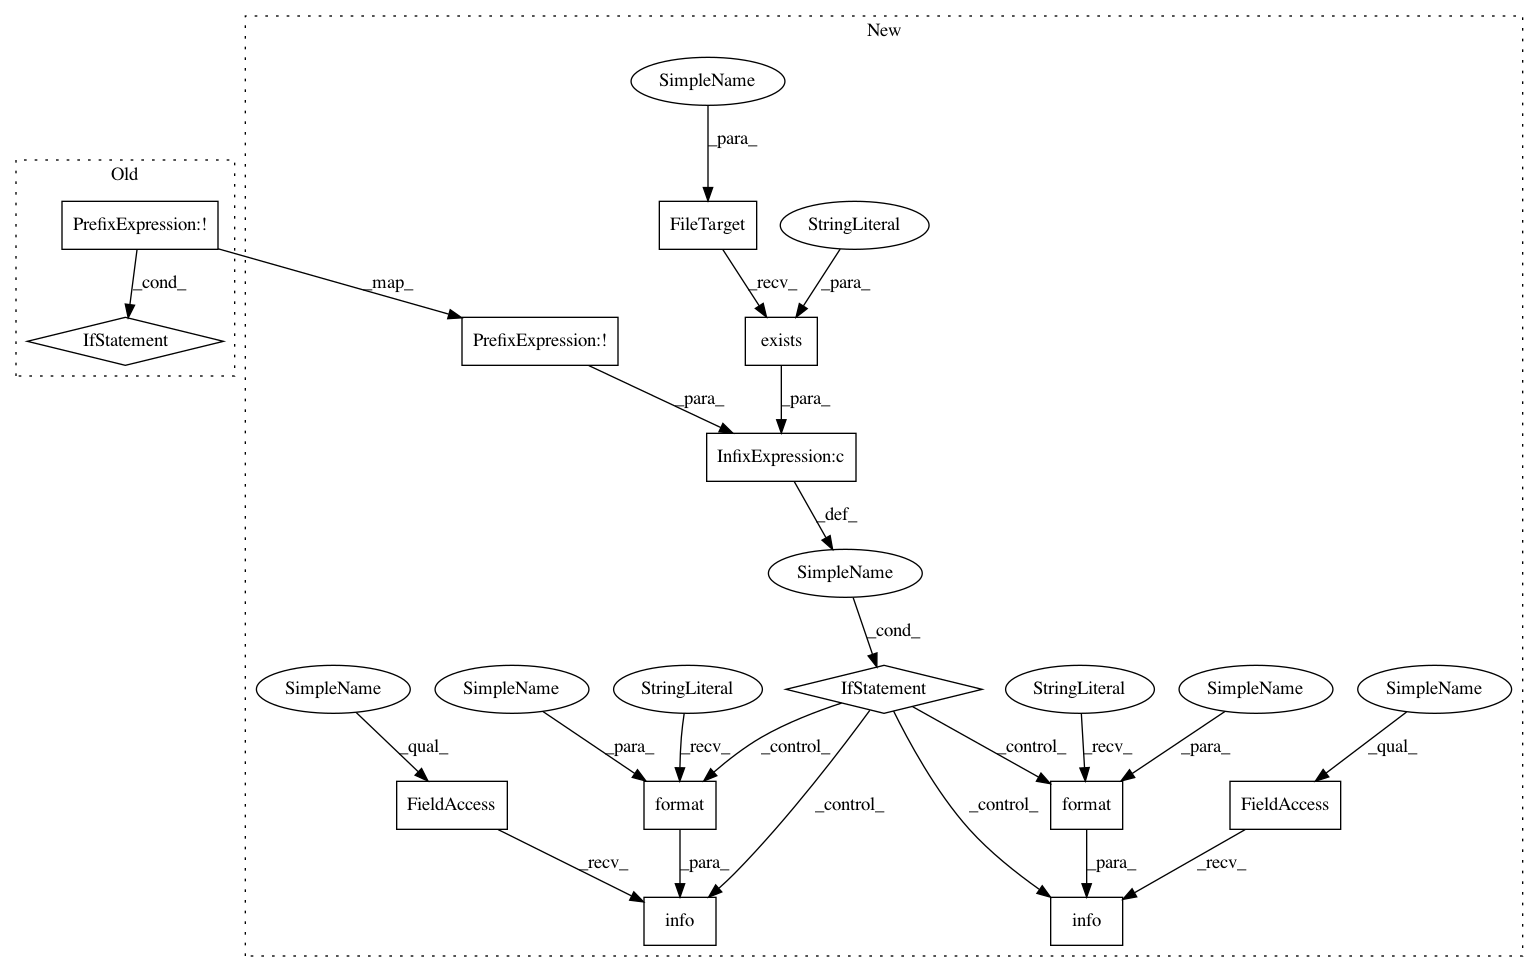 New
SimpleName
Old
_para_
PrefixExpression:!
FileTarget
StringLiteral
_cond_
_map_
_recv_
_para_
IfStatement
PrefixExpression:!
exists
_para_
_para_
InfixExpression:c
_def_
SimpleName
_cond_
SimpleName
SimpleName
StringLiteral
IfStatement
StringLiteral
SimpleName
SimpleName
_qual_
_para_
_recv_
_control_
_control_
_recv_
_para_
_qual_
FieldAccess
format
_control_
_control_
format
FieldAccess
_recv_
_para_
_para_
_recv_
info
info